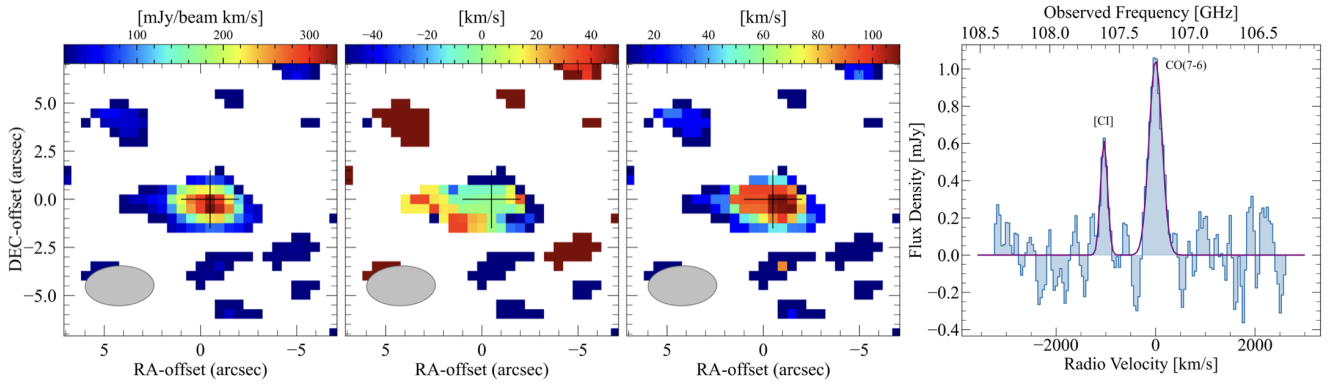 [mJy/beam km/s]
100 200 300
[km/s]
−40 −20 0 20 40
[km/s]
20 40 60 80 100
Observed Frequency [GHz]
108.5 108.0 107.5 107.0 106.5
DEC-offset (arcsec)
5.0
2.5
0.0
−2.5
−5.0
5 0 −5
RA-offset (arcsec)
5 0 −5
RA-offset (arcsec)
5 0 −5
RA-offset (arcsec)
Flux Density [mJy]
1.0
0.8
0.6
0.4
0.2
0.0
−0.2
−0.4
CO(7-6)
[CI]
−2000 0 2000
Radio Velocity [km/s]